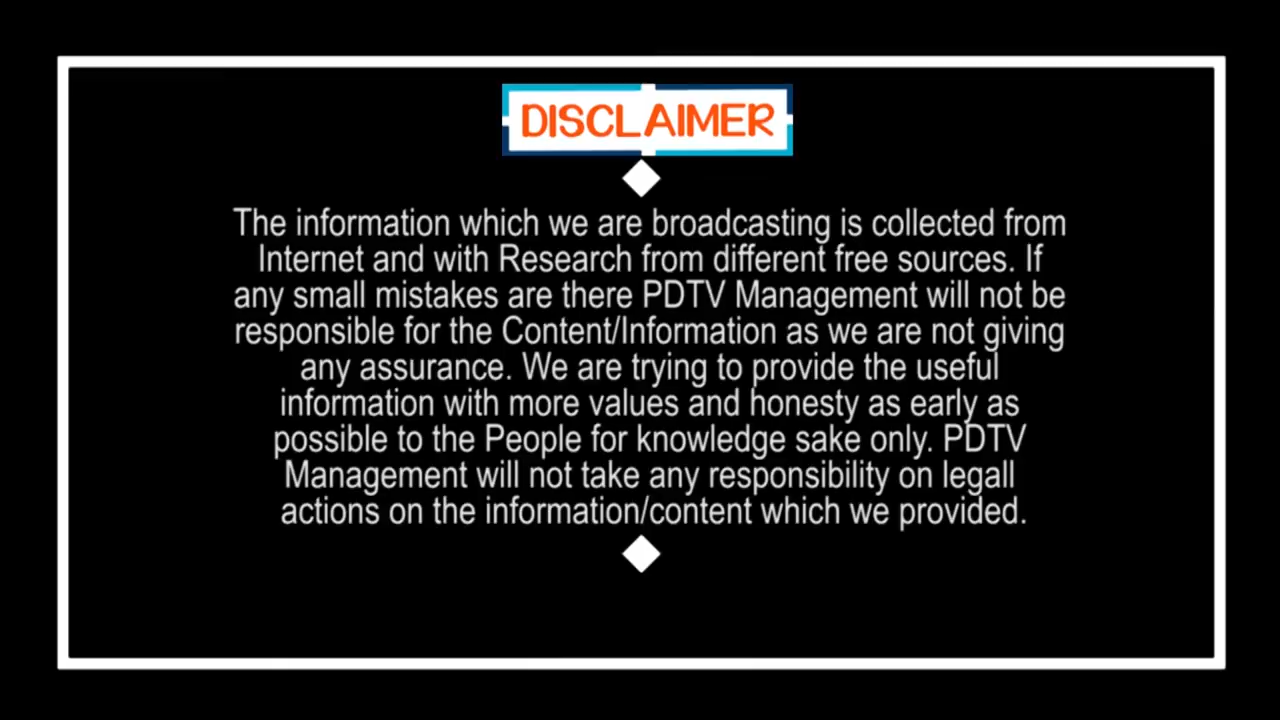 DISCLAIMER
The information which we are broadcasting is collected from
Internet and with Research from different free sources. If
any small mistakes are there PDTV Management will not be
responsible for the Content/Information as we are not giving
any assurance. We are trying to provide the useful
information with more values and honesty as early as
possible to the People for knowledge sake only. PDTV
Management will not take any responsibility on legall
actions on the information/content which we provided.